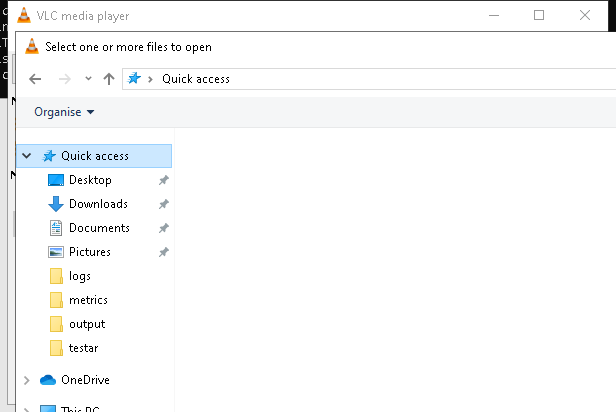 VLC media player
Select one or more files to open
Quick access
Organise
Quick access
Desktop
Downloads
Documents
Pictures
logs
metrics
output
testar
OneDrive
This PC